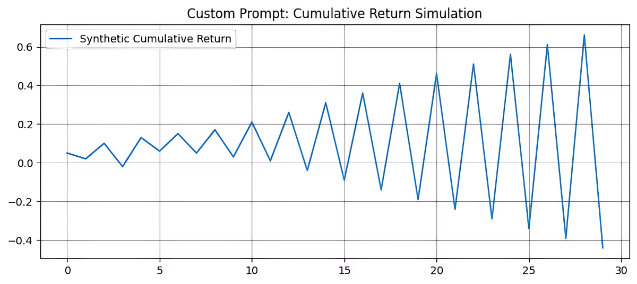 Custom Prompt: Cumulative Return Simulation
Synthetic Cumulative Return
0.6
0.4
0.2
0.0
−0.2
−0.4
0 5 10 15 20 25 30